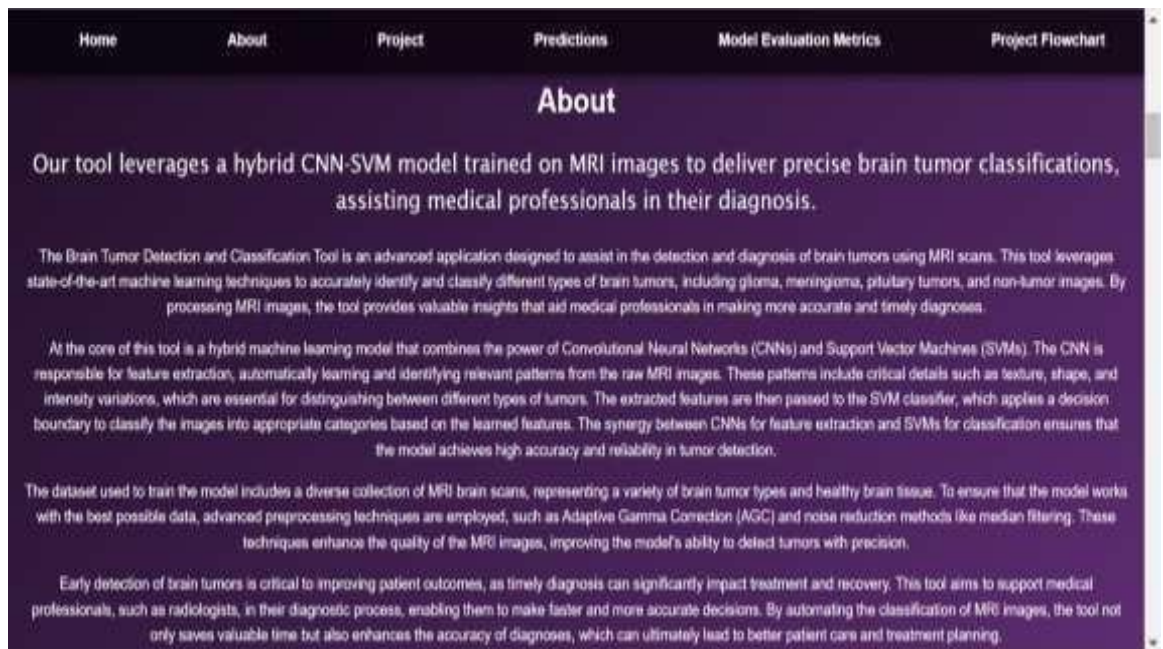 Home About Project Predictions Model Evaluation Metrics Project Flowchart
About
Our tool leverages a hybrid CNN-SVM model trained on MRI images to deliver precise brain tumor classifications,
assisting medical professionals in their diagnosis.
The Brain Tumor Detection and Classification Tool is an advanced application designed to assist in the detection and diagnosis of brain tumors using MRI scans. This tool leverages
state-of-the-art machine learning techniques to accurately identify and classify different types of brain tumors, including glioma, meningioma, pituitary tumors, and non-tumor images. By
processing MRI images, the tool provides valuable insights that aid medical professionals in making more accurate and timely diagnoses.
At the core of this tool is a hybrid machine learning model that combines the power of Convolutional Neural Networks (CNNs) and Support Vector Machines (SVMs). The CNN is
responsible for feature extraction, automatically learning and identifying relevant patterns from the raw MRI images. These patterns include critical details such as texture, shape, and
intensity variations, which are essential for distinguishing between different types of tumors. The extracted features are then passed to the SVM classifier, which applies a decision
boundary to classify the images into appropriate categories based on the learned features. The synergy between CNNs for feature extraction and SVMs for classification ensures that
the model achieves high accuracy and reliability in tumor detection.
The dataset used to train the model includes a diverse collection of MRI brain scans, representing a variety of brain tumor types and healthy brain tissue. To ensure that the model works
with the best possible data, advanced preprocessing techniques are employed, such as Adaptive Gamma Correction (AGC) and noise reduction methods like median filtering. These
techniques enhance the quality of the MRI images, improving the model's ability to detect tumors with precision.
Early detection of brain tumors is critical to improving patient outcomes, as timely diagnosis can significantly impact treatment and recovery. This tool aims to support medical
professionals, such as radiologists, in their diagnostic process, enabling them to make faster and more accurate decisions. By automating the classification of MRI images, the tool not
only saves valuable time but also enhances the accuracy of diagnoses, which can ultimately lead to better patient care and treatment planning.